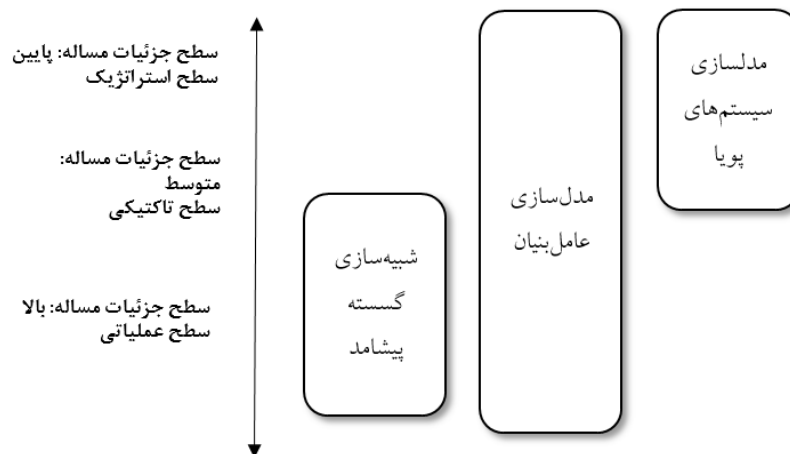 سطح جزئیات مساله: پایین
سطح استراتژیک
سطح جزئیات مساله:
متوسط
سطح تاکتیکی
سطح جزئیات مساله: بالا
سطح عملیاتی
شبیه‌سازی
گسسته
پیشامد
مدل‌سازی
عامل‌بنیان
مدلسازی
سیستم‌های
پویا